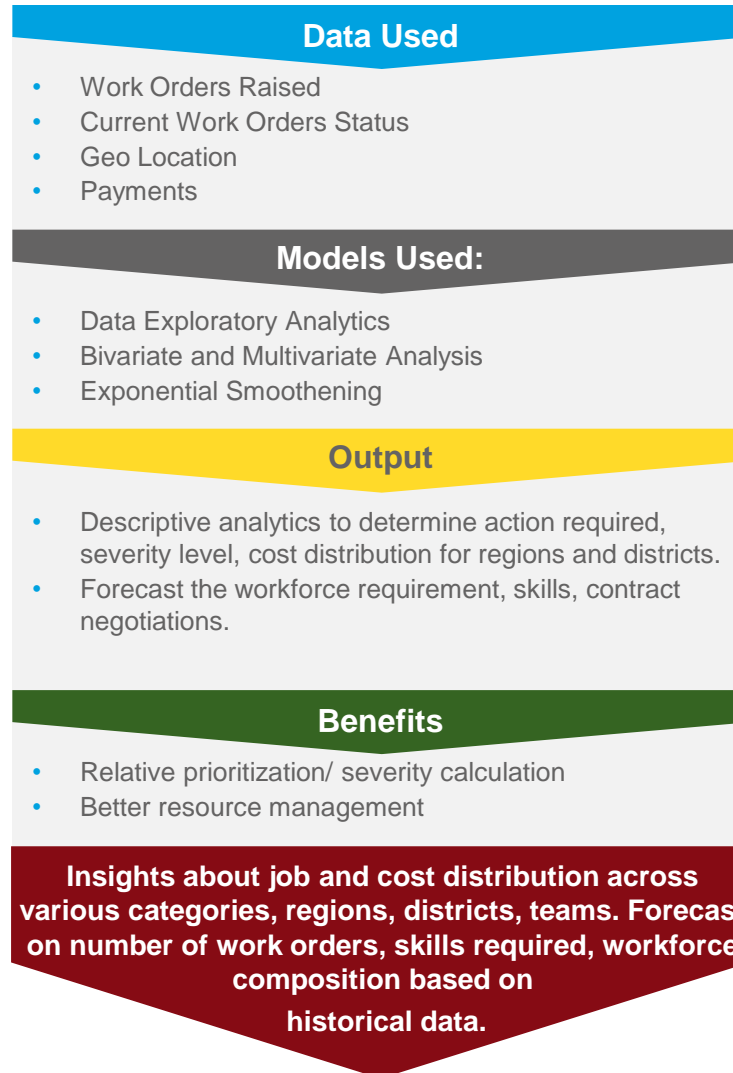 Data Used
• Work Orders Raised
• Current Work Orders Status
• Geo Location
• Payments
Models Used:
• Data Exploratory Analytics
• Bivariate and Multivariate Analysis
• Exponential Smoothening
Output
• Descriptive analytics to determine action required,
severity level, cost distribution for regions and districts.
• Forecast the workforce requirement, skills, contract
negotiations.
Benefits
• Relative prioritization/ severity calculation
• Better resource management
Insights about job and cost distribution across
various categories, regions, districts, teams. Forecas
on number of work orders, skills required, workforce
composition based on
historical data.